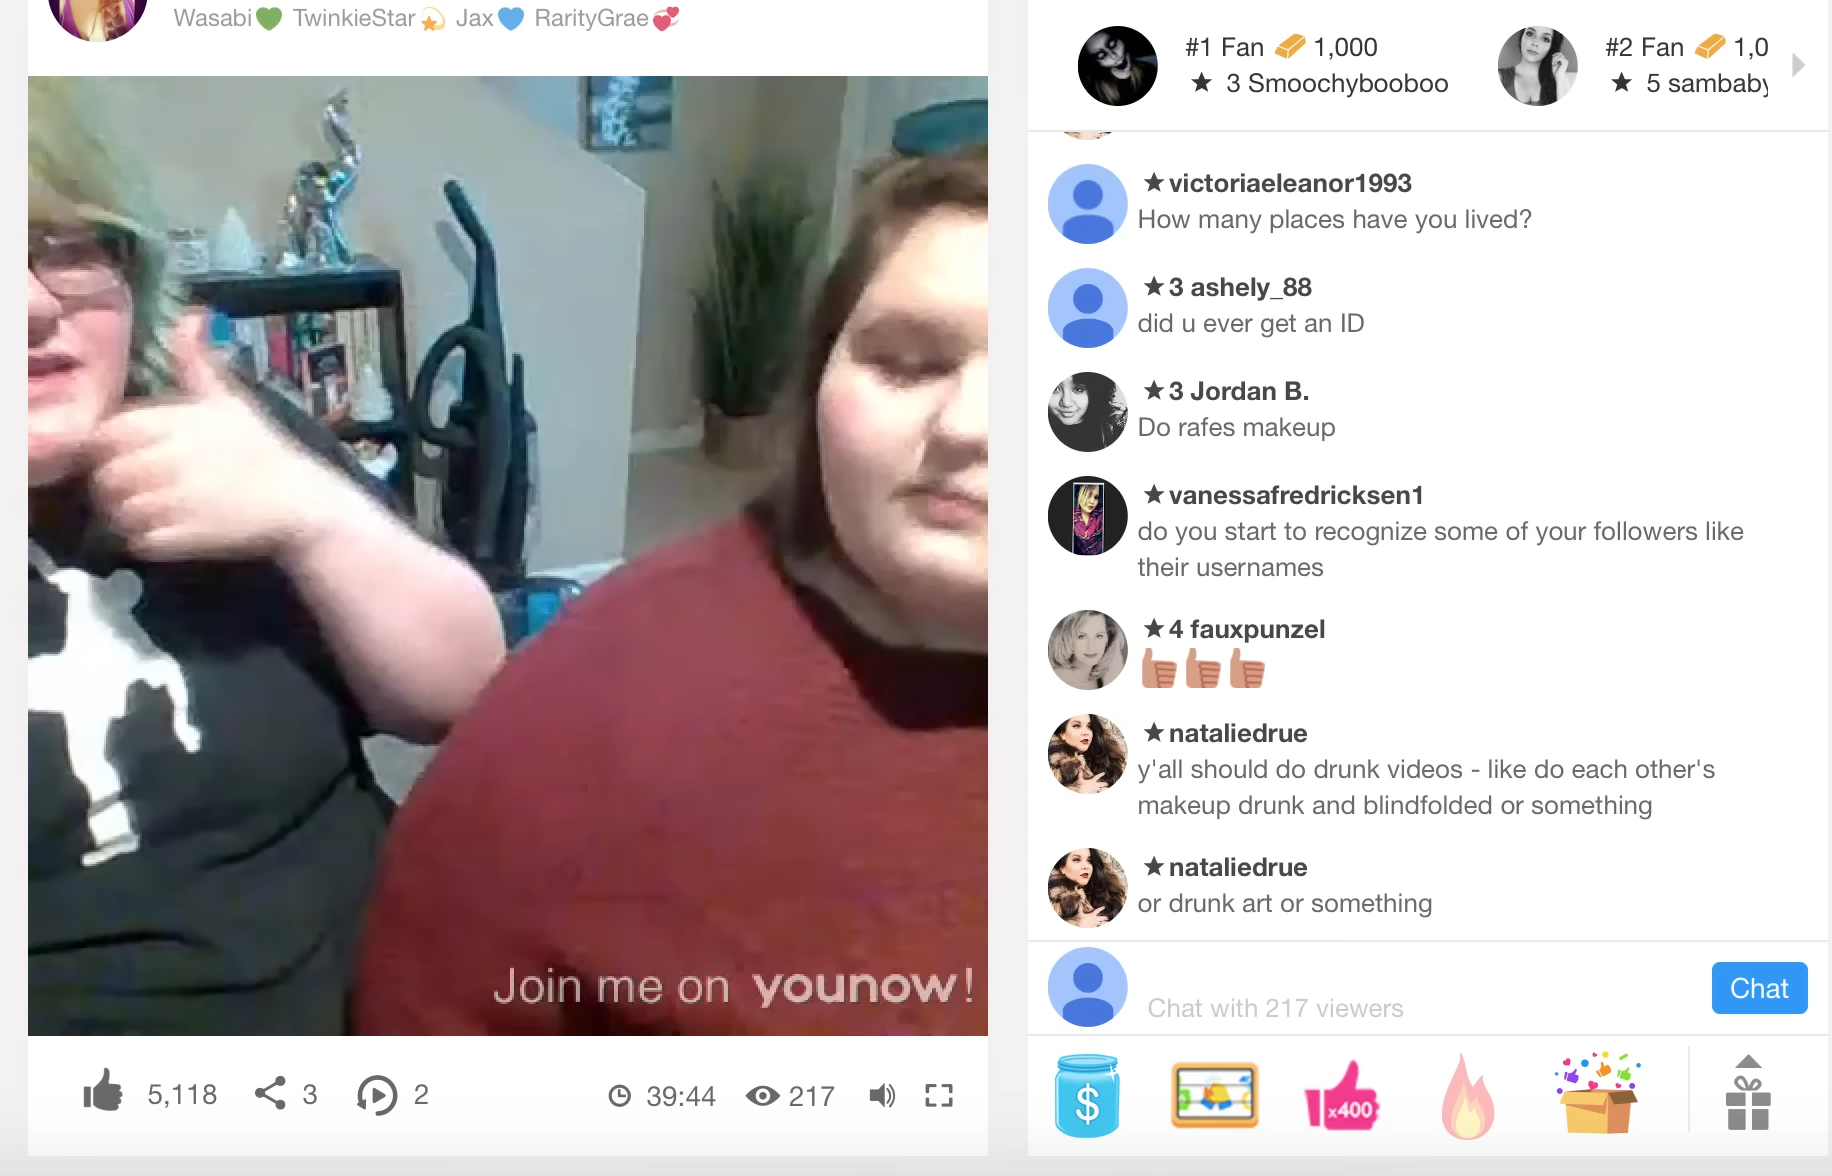 Wasabi💚 TwinkieStar💫 Jax💙 RarityGrae💞
Join me on younow!
5,118
3
2
39:44
217
#1 Fan 1,000
★ 3 Smoochybooboo
#2 Fan 1,0
★ 5 sambaby
★ victoriaeleanor1993
How many places have you lived?
★ 3 ashely_88
did u ever get an ID
★ 3 Jordan B.
Do rafes makeup
★ vanessafredricksen1
do you start to recognize some of your followers like
their usernames
★ 4 fauxpunzel
👍👍👍
★ nataliedrue
y'all should do drunk videos - like do each other's
makeup drunk and blindfolded or something
★ nataliedrue
or drunk art or something
Chat with 217 viewers
Chat
$
x400